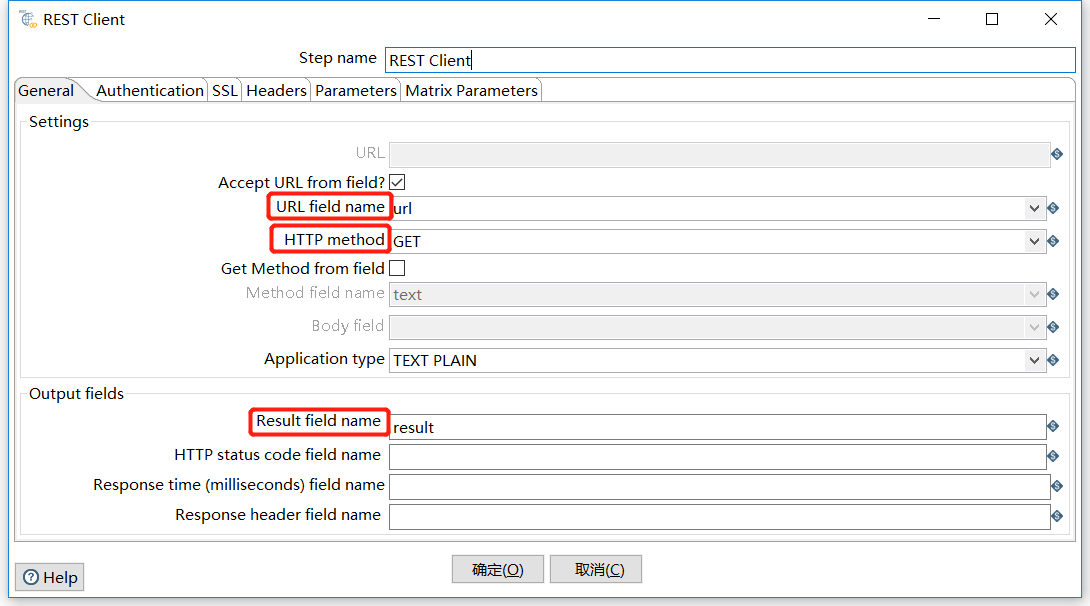 REST Client
Step name REST Client
General Authentication SSL Headers Parameters Matrix Parameters
Settings
URL
Accept URL from field?
URL field name url
HTTP method GET
Get Method from field
Method field name text
Body field
Application type TEXT PLAIN
Output fields
Result field name result
HTTP status code field name
Response time (milliseconds) field name
Response header field name
Help 确定(O) 取消(C)